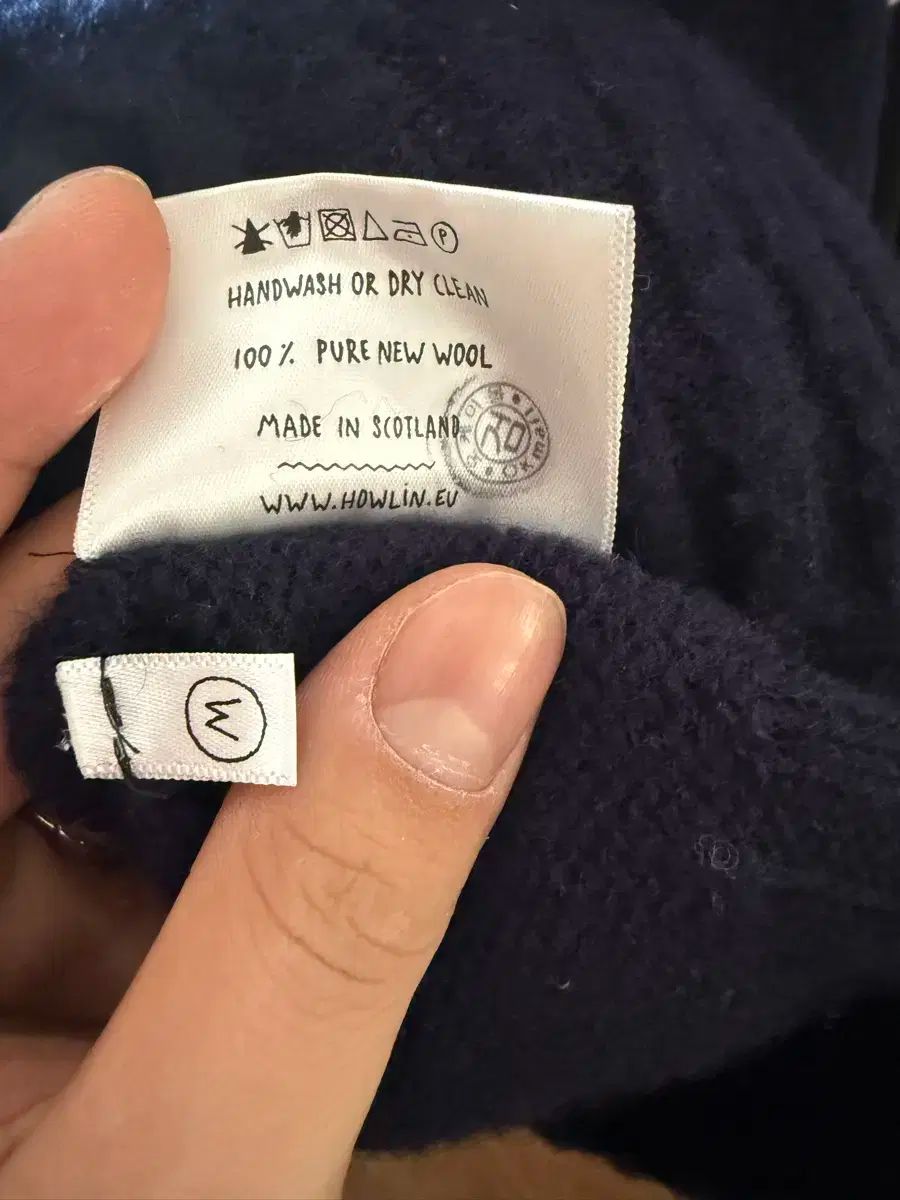 P
HANDWASH OR DRY CLEAN
100% PURE NEW WOOL
MADE IN SCOTLAND
WWW.HOWLIN.EU
M